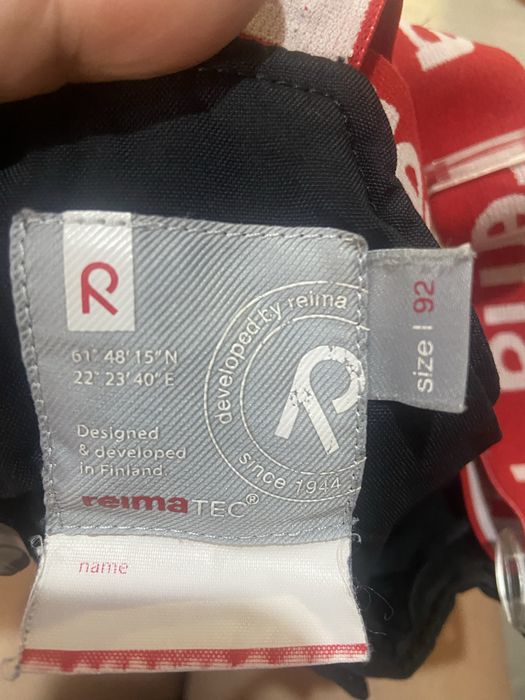 R
61° 48' 15" N
22° 23' 40" E
developed by reima
R
since 1944
Designed
& developed
in Finland.
reimaTEC®
name
size | 92